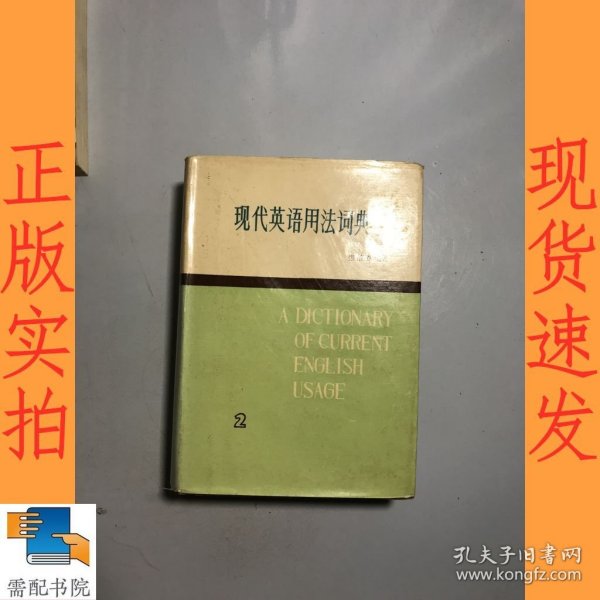 正版实拍
现代英语用法词典
A DICTIONARY
OF CURRENT
ENGLISH
USAGE
2
现货速发
需配书院
孔夫子旧书网
www.kongfz.com